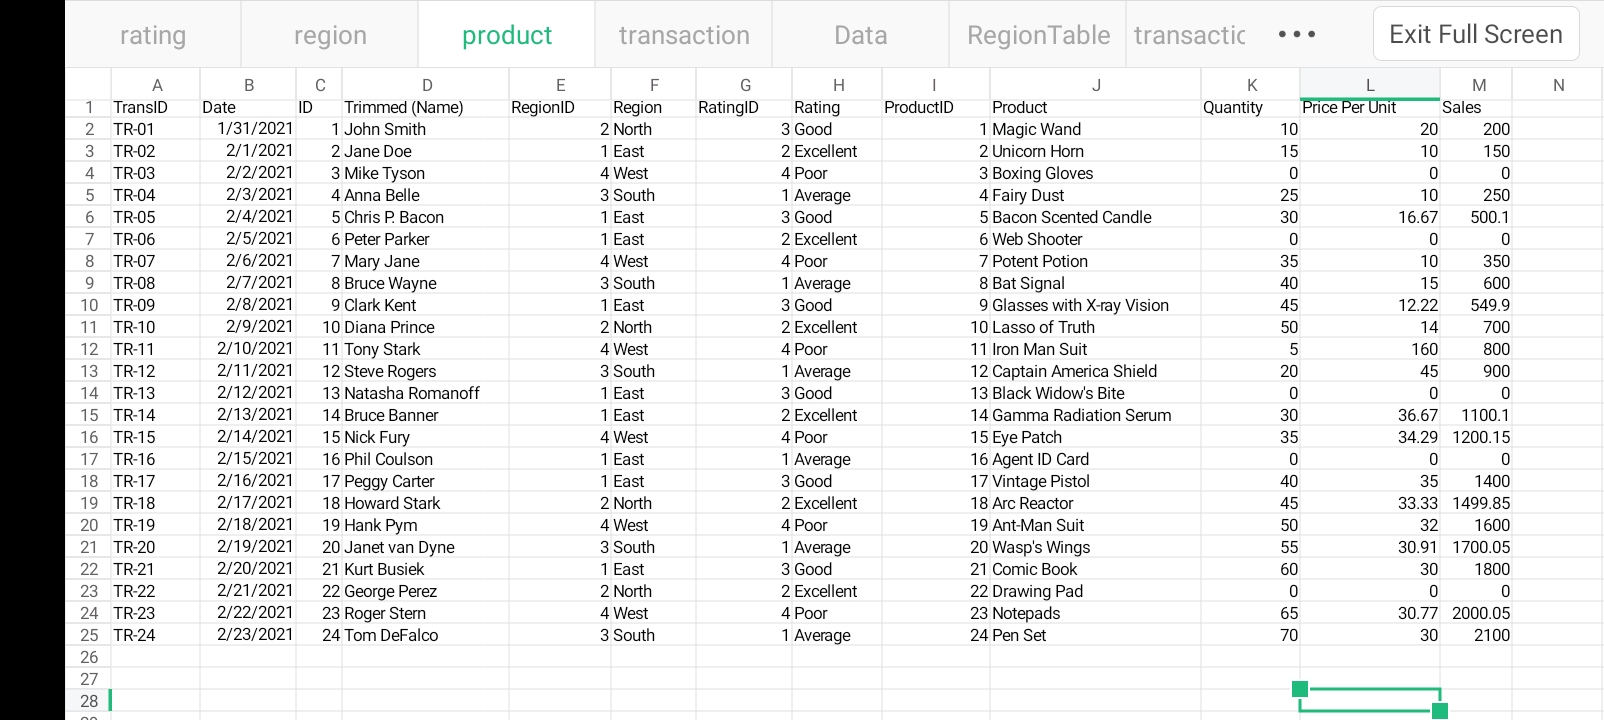 rating region product transaction Data RegionTable transactic ••• Exit Full Screen
A B C D E F G H I J K L M N
1 TransID Date ID Trimmed (Name) RegionID Region RatingID Rating ProductID Product Quantity Price Per Unit Sales
2 TR-01 1/31/2021 1 John Smith 2 North 3 Good 1 Magic Wand 10 20 200
3 TR-02 2/1/2021 2 Jane Doe 1 East 2 Excellent 2 Unicorn Horn 15 10 150
4 TR-03 2/2/2021 3 Mike Tyson 4 West 4 Poor 3 Boxing Gloves 0 0 0
5 TR-04 2/3/2021 4 Anna Belle 3 South 1 Average 4 Fairy Dust 25 10 250
6 TR-05 2/4/2021 5 Chris P. Bacon 1 East 3 Good 5 Bacon Scented Candle 30 16.67 500.1
7 TR-06 2/5/2021 6 Peter Parker 1 East 2 Excellent 6 Web Shooter 0 0 0
8 TR-07 2/6/2021 7 Mary Jane 4 West 4 Poor 7 Potent Potion 35 10 350
9 TR-08 2/7/2021 8 Bruce Wayne 3 South 1 Average 8 Bat Signal 40 15 600
10 TR-09 2/8/2021 9 Clark Kent 1 East 3 Good 9 Glasses with X-ray Vision 45 12.22 549.9
11 TR-10 2/9/2021 10 Diana Prince 2 North 2 Excellent 10 Lasso of Truth 50 14 700
12 TR-11 2/10/2021 11 Tony Stark 4 West 4 Poor 11 Iron Man Suit 5 160 800
13 TR-12 2/11/2021 12 Steve Rogers 3 South 1 Average 12 Captain America Shield 20 45 900
14 TR-13 2/12/2021 13 Natasha Romanoff 1 East 3 Good 13 Black Widow's Bite 0 0 0
15 TR-14 2/13/2021 14 Bruce Banner 1 East 2 Excellent 14 Gamma Radiation Serum 30 36.67 1100.1
16 TR-15 2/14/2021 15 Nick Fury 4 West 4 Poor 15 Eye Patch 35 34.29 1200.15
17 TR-16 2/15/2021 16 Phil Coulson 1 East 1 Average 16 Agent ID Card 0 0 0
18 TR-17 2/16/2021 17 Peggy Carter 1 East 3 Good 17 Vintage Pistol 40 35 1400
19 TR-18 2/17/2021 18 Howard Stark 2 North 2 Excellent 18 Arc Reactor 45 33.33 1499.85
20 TR-19 2/18/2021 19 Hank Pym 4 West 4 Poor 19 Ant-Man Suit 50 32 1600
21 TR-20 2/19/2021 20 Janet van Dyne 3 South 1 Average 20 Wasp's Wings 55 30.91 1700.05
22 TR-21 2/20/2021 21 Kurt Busiek 1 East 3 Good 21 Comic Book 60 30 1800
23 TR-22 2/21/2021 22 George Perez 2 North 2 Excellent 22 Drawing Pad 0 0 0
24 TR-23 2/22/2021 23 Roger Stern 4 West 4 Poor 23 Notepads 65 30.77 2000.05
25 TR-24 2/23/2021 24 Tom DeFalco 3 South 1 Average 24 Pen Set 70 30 2100
26
27
28